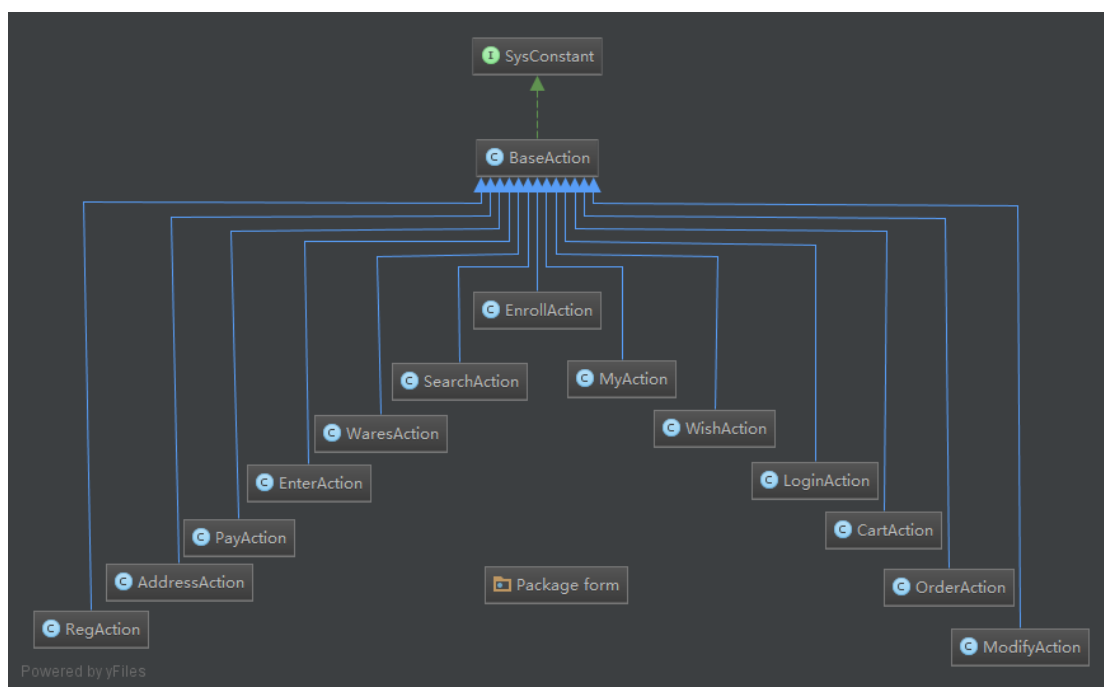 I SysConstant
C BaseAction
C EnrollAction
C SearchAction
C MyAction
C WaresAction
C WishAction
C EnterAction
C LoginAction
C PayAction
C CartAction
C AddressAction
Package form
C OrderAction
C RegAction
C ModifyAction
Powered by yFiles